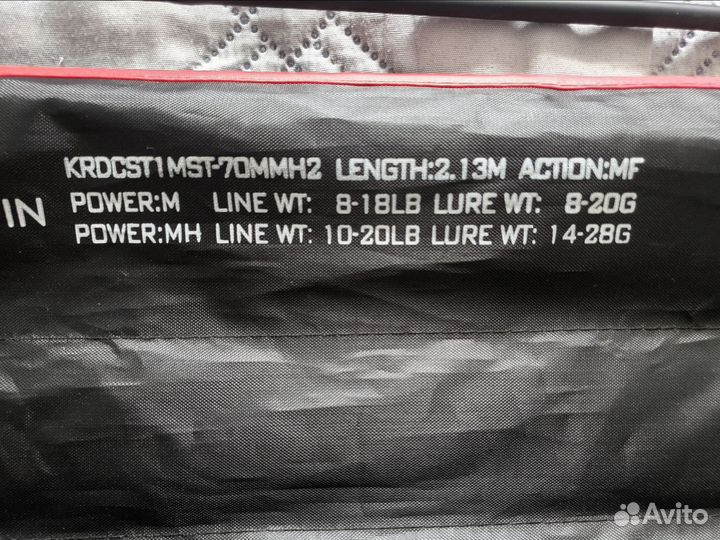 KRDCST1MST-70MMH2 LENGTH:2.13M ACTION:MF
IN POWER:M LINE WT: 8-18LB LURE WT: 8-20G
POWER:MH LINE WT: 10-20LB LURE WT: 14-28G
Avito